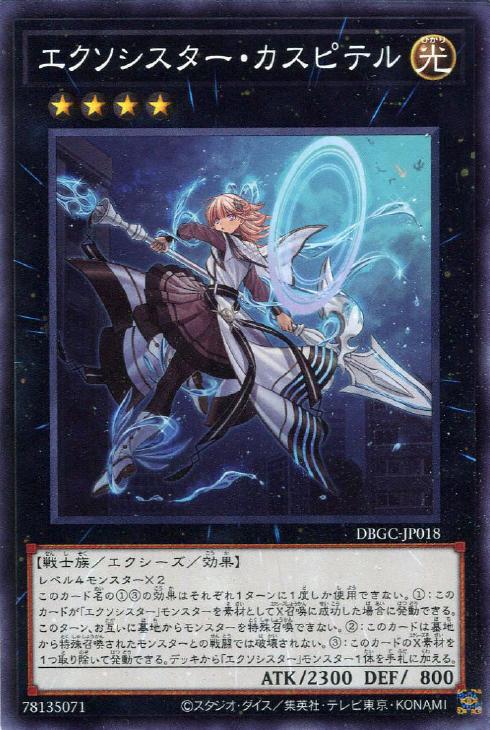 エクソシスター・カスピテル
光
DBGC-JP018
【戦士族/エクシーズ/効果】
レベル4モンスター×2
このカード名の①③の効果はそれぞれ1ターンに1度しか使用できない。①:この
カードが「エクソシスター」モンスターを素材としてX召喚に成功した場合に発動できる。
このターン、お互いに墓地からモンスターを特殊召喚できない。②:このカードは墓地
から特殊召喚されたモンスターとの戦闘では破壊されない。③:このカードのX素材を
1つ取り除いて発動できる。デッキから「エクソシスター」モンスター1体を手札に加える。
ATK/2300 DEF/ 800
78135071
©スタジオ・ダイス/集英社・テレビ東京・KONAMI